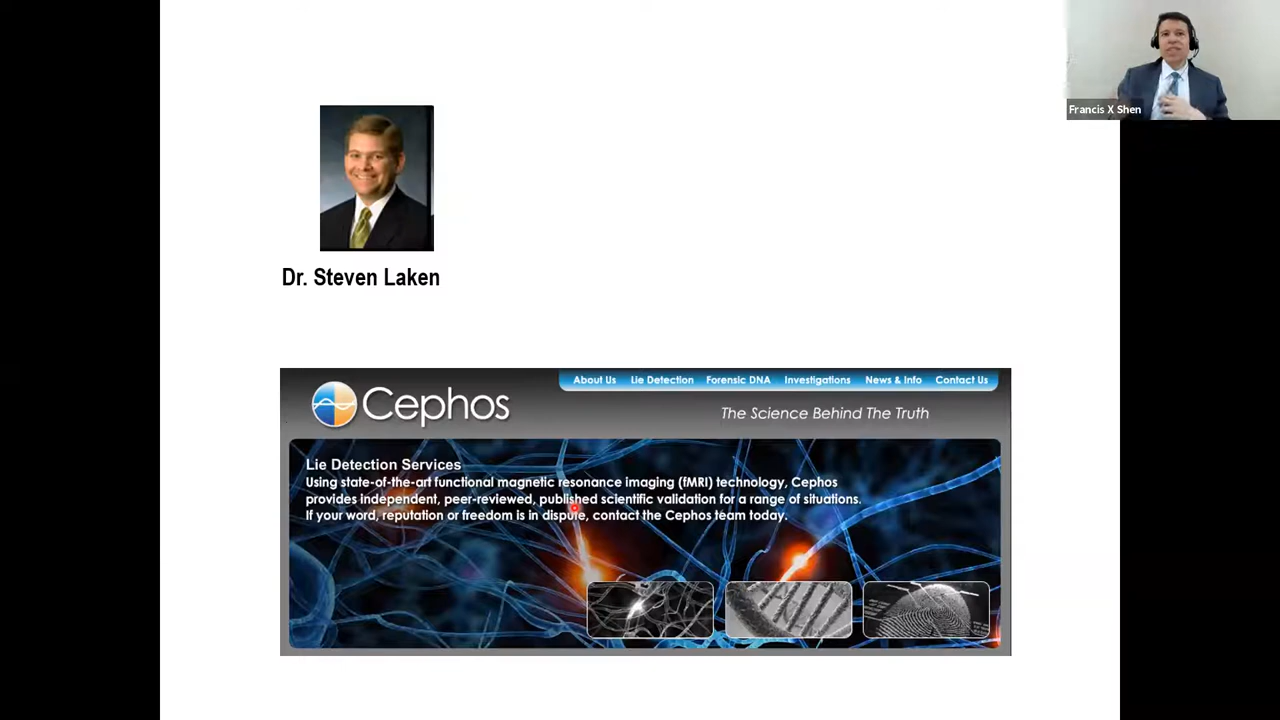 Francis X Shen
Dr. Steven Laken
Cephos
About Us Lie Detection Forensic DNA Investigations News & Info Contact Us
The Science Behind The Truth
Lie Detection Services
Using state-of-the-art functional magnetic resonance imaging (fMRI) technology, Cephos
provides independent, peer-reviewed, published scientific validation for a range of situations.
If your word, reputation or freedom is in dispute, contact the Cephos team today.